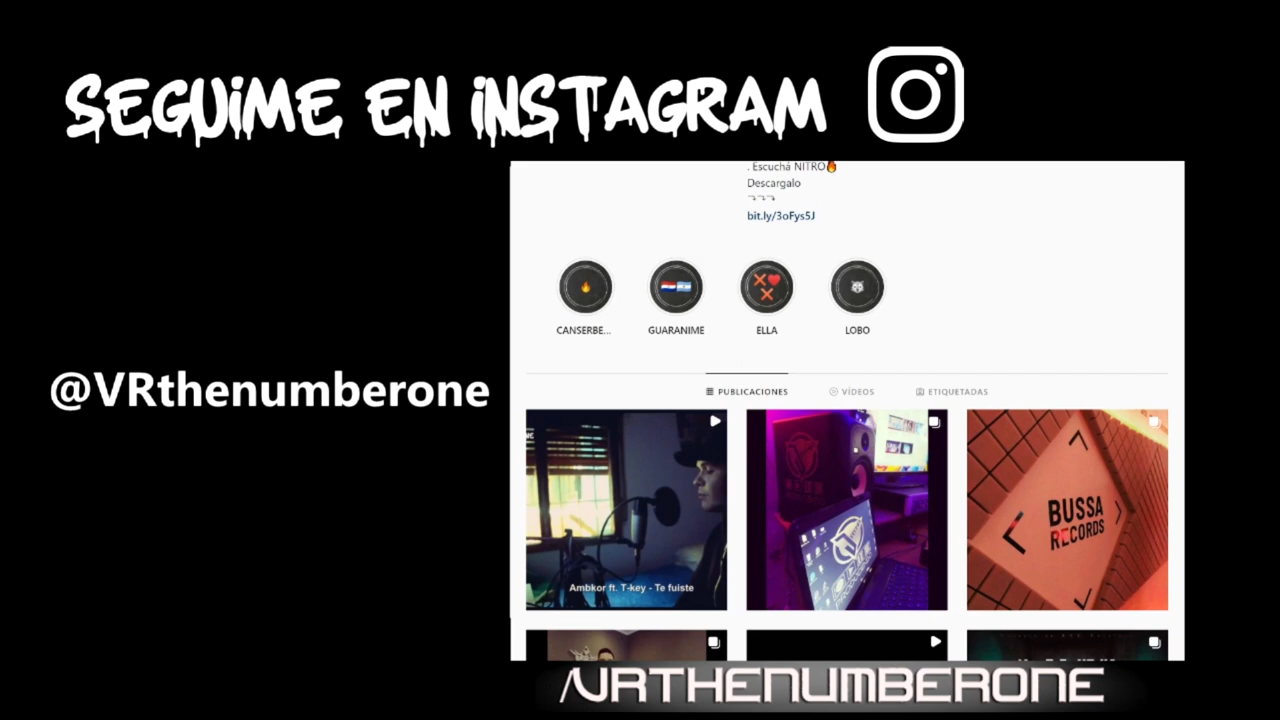 SEGUIME EN INSTAGRAM
. Escuchá NITRO🔥
Descargalo
bit.ly/3oFys5J
CANSERBE...
GUARANIME
ELLA
LOBO
@VRthenumberone
PUBLICACIONES
VÍDEOS
ETIQUETADAS
BUSSA
RECORDS
Ambkor ft. T-key - Te fuiste
VRTHENUMBERONE